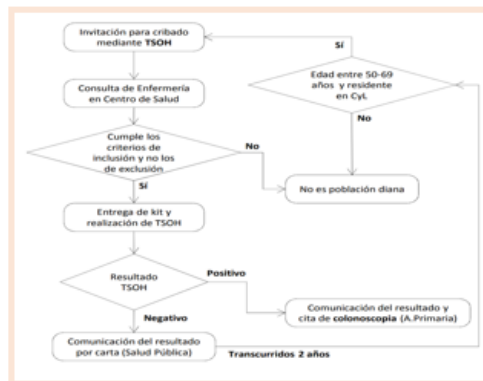 Invitación para cribado
mediante TSOH
Sí
Edad entre 50-69
años y residente
en CyL
Consulta de Enfermería
en Centro de Salud
No
Cumple los
criterios de
inclusión y no los
de exclusión
No
Sí
No es población diana
Entrega de kit y
realización de TSOH
Resultado
TSOH
Positivo
Negativo
Comunicación del resultado y
cita de colonoscopia (A.Primaria)
Comunicación del resultado
por carta (Salud Pública)
Transcurridos 2 años